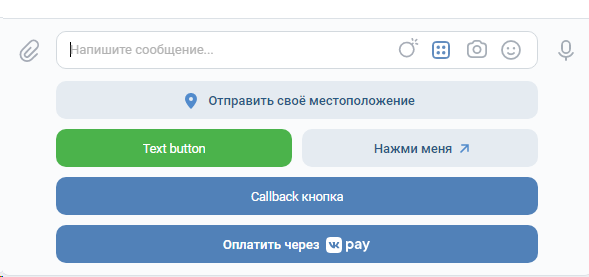 Напишите сообщение...
Отправить своё местоположение
Text button
Нажми меня
Callback кнопка
Оплатить через VK pay